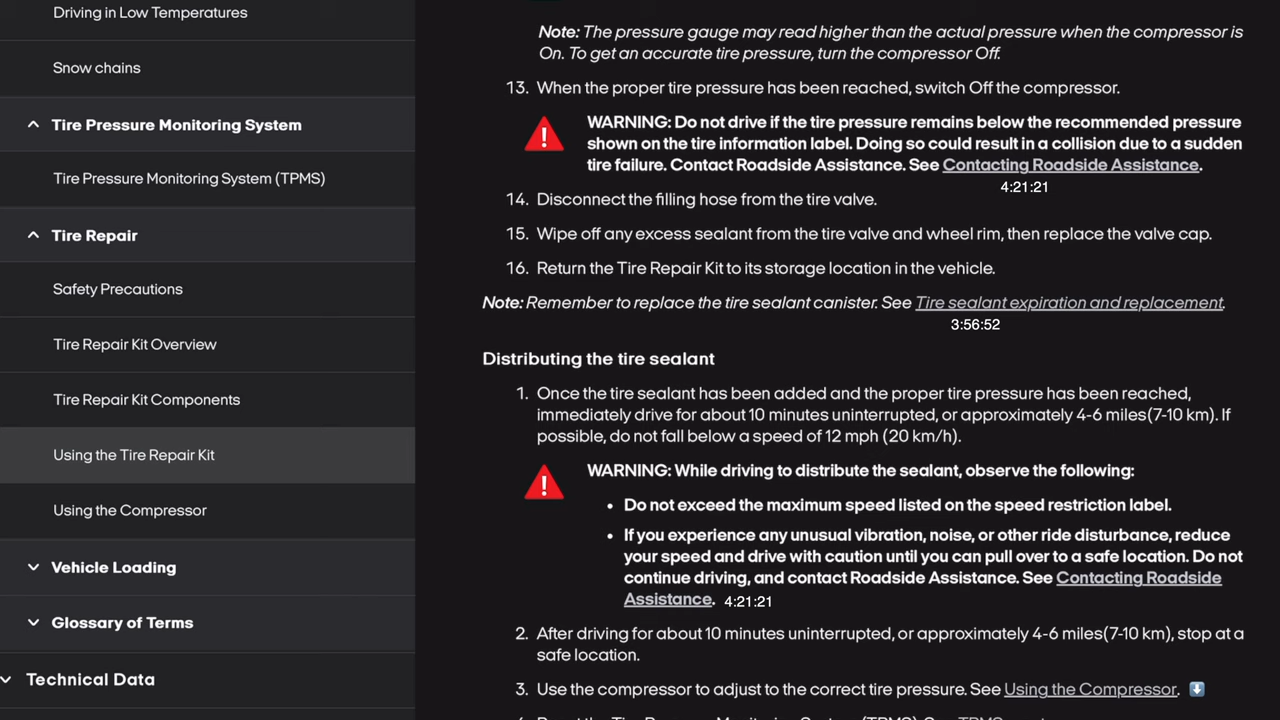 Driving in Low Temperatures
Snow chains
Tire Pressure Monitoring System
Tire Pressure Monitoring System (TPMS)
Tire Repair
Safety Precautions
Tire Repair Kit Overview
Tire Repair Kit Components
Using the Tire Repair Kit
Using the Compressor
Vehicle Loading
Glossary of Terms
Technical Data
Note: The pressure gauge may read higher than the actual pressure when the compressor is
On. To get an accurate tire pressure, turn the compressor Off.
13. When the proper tire pressure has been reached, switch Off the compressor.
WARNING: Do not drive if the tire pressure remains below the recommended pressure
shown on the tire information label. Doing so could result in a collision due to a sudden
tire failure. Contact Roadside Assistance. See Contacting Roadside Assistance.
4:21:21
14. Disconnect the filling hose from the tire valve.
15. Wipe off any excess sealant from the tire valve and wheel rim, then replace the valve cap.
16. Return the Tire Repair Kit to its storage location in the vehicle.
Note: Remember to replace the tire sealant canister. See Tire sealant expiration and replacement.
3:56:52
Distributing the tire sealant
1. Once the tire sealant has been added and the proper tire pressure has been reached,
immediately drive for about 10 minutes uninterrupted, or approximately 4-6 miles(7-10 km). If
possible, do not fall below a speed of 12 mph (20 km/h).
WARNING: While driving to distribute the sealant, observe the following:
• Do not exceed the maximum speed listed on the speed restriction label.
• If you experience any unusual vibration, noise, or other ride disturbance, reduce
your speed and drive with caution until you can pull over to a safe location. Do not
continue driving, and contact Roadside Assistance. See Contacting Roadside
Assistance. 4:21:21
2. After driving for about 10 minutes uninterrupted, or approximately 4-6 miles(7-10 km), stop at a
safe location.
3. Use the compressor to adjust to the correct tire pressure. See Using the Compressor.